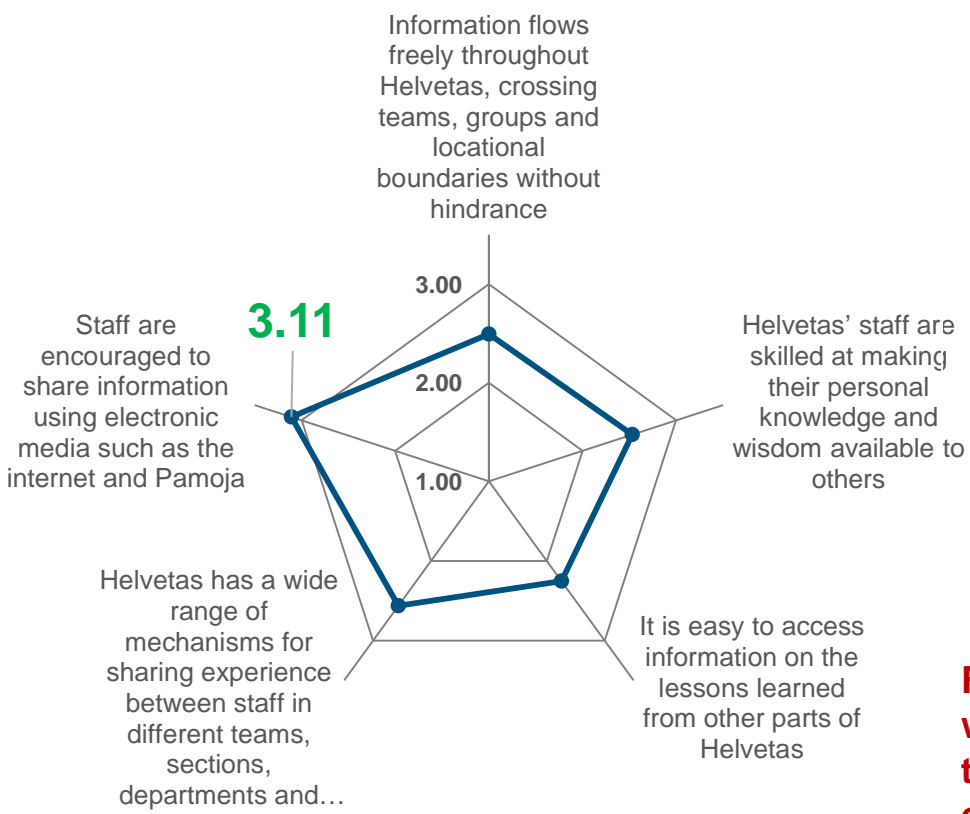 Information flows
freely throughout
Helvetas, crossing
teams, groups and
locational
boundaries without
hindrance
3.00
2.00
1.00
3.11
Staff are
encouraged to
share information
using electronic
media such as the
internet and Pamoja
Helvetas’ staff are
skilled at making
their personal
knowledge and
wisdom available to
others
Helvetas has a wide
range of
mechanisms for
sharing experience
between staff in
different teams,
sections,
departments and…
It is easy to access
information on the
lessons learned
from other parts of
Helvetas